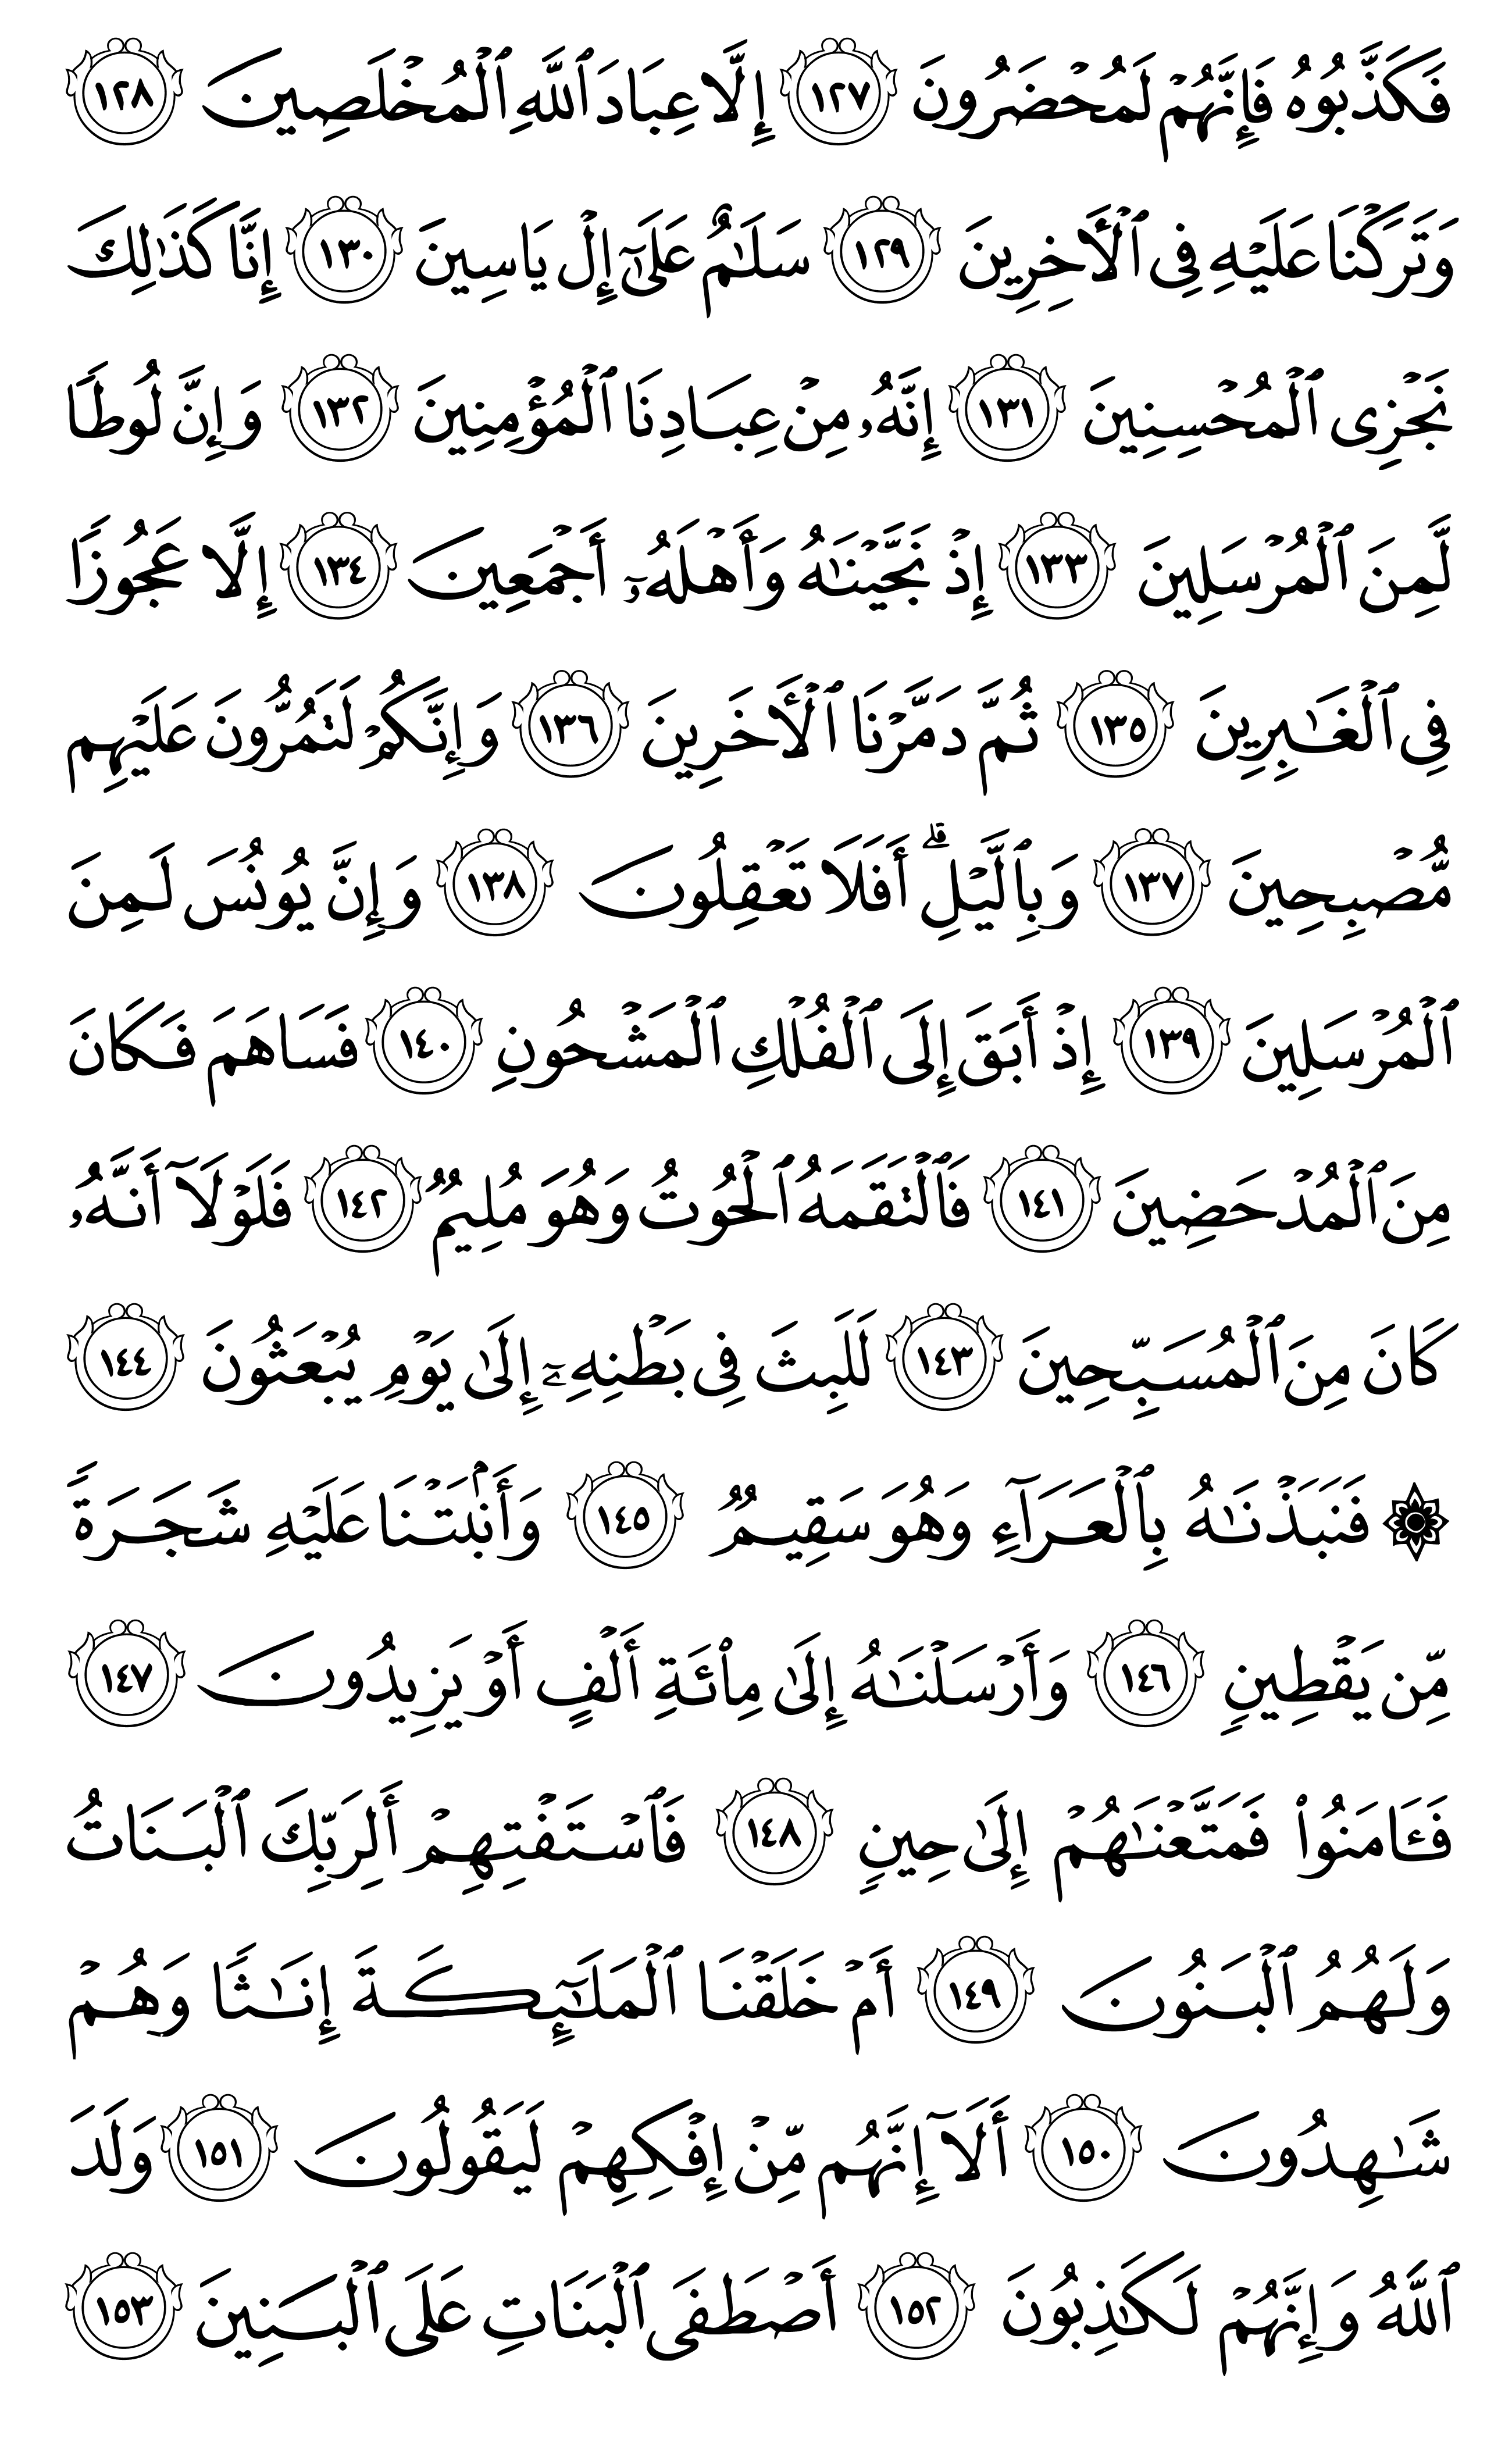 فَكَذَّبُوهُ فَإِنَّهُمۡ لَمُحۡضَرُونَ ١٢٧ إِلَّا عِبَادَ ٱللَّهِ ٱلۡمُخۡلَصِينَ ١٢٨
وَتَرَكۡنَا عَلَيۡهِ فِي ٱلۡأٓخِرِينَ ١٢٩ سَلَٰمٌ عَلَىٰٓ إِلۡ يَاسِينَ ١٣٠ إِنَّا كَذَٰلِكَ
نَجۡزِي ٱلۡمُحۡسِنِينَ ١٣١ إِنَّهُۥ مِنۡ عِبَادِنَا ٱلۡمُؤۡمِنِينَ ١٣٢ وَإِنَّ لُوطٗا
لَّمِنَ ٱلۡمُرۡسَلِينَ ١٣٣ إِذۡ نَجَّيۡنَٰهُ وَأَهۡلَهُۥٓ أَجۡمَعِينَ ١٣٤ إِلَّا عَجُوزٗا
فِي ٱلۡغَٰبِرِينَ ١٣٥ ثُمَّ دَمَّرۡنَا ٱلۡأٓخَرِينَ ١٣٦ وَإِنَّكُمۡ لَتَمُرُّونَ عَلَيۡهِم
مُّصۡبِحِينَ ١٣٧ وَبِٱلَّيۡلِۚ أَفَلَا تَعۡقِلُونَ ١٣٨ وَإِنَّ يُونُسَ لَمِنَ
ٱلۡمُرۡسَلِينَ ١٣٩ إِذۡ أَبَقَ إِلَى ٱلۡفُلۡكِ ٱلۡمَشۡحُونِ ١٤٠ فَسَاهَمَ فَكَانَ
مِنَ ٱلۡمُدۡحَضِينَ ١٤١ فَٱلۡتَقَمَهُ ٱلۡحُوتُ وَهُوَ مُلِيمٞ ١٤٢ فَلَوۡلَآ أَنَّهُۥ
كَانَ مِنَ ٱلۡمُسَبِّحِينَ ١٤٣ لَلَبِثَ فِي بَطۡنِهِۦٓ إِلَىٰ يَوۡمِ يُبۡعَثُونَ ١٤٤
۞ فَنَبَذۡنَٰهُ بِٱلۡعَرَآءِ وَهُوَ سَقِيمٞ ١٤٥ وَأَنۢبَتۡنَا عَلَيۡهِ شَجَرَةٗ
مِّن يَقۡطِينٖ ١٤٦ وَأَرۡسَلۡنَٰهُ إِلَىٰ مِاْئَةِ أَلۡفٍ أَوۡ يَزِيدُونَ ١٤٧
فَـَٔامَنُواْ فَمَتَّعۡنَٰهُمۡ إِلَىٰ حِينٖ ١٤٨ فَٱسۡتَفۡتِهِمۡ أَلِرَبِّكَ ٱلۡبَنَاتُ
وَلَهُمُ ٱلۡبَنُونَ ١٤٩ أَمۡ خَلَقۡنَا ٱلۡمَلَٰٓئِكَةَ إِنَٰثٗا وَهُمۡ
شَٰهِدُونَ ١٥٠ أَلَآ إِنَّهُم مِّنۡ إِفۡكِهِمۡ لَيَقُولُونَ ١٥١ وَلَدَ
ٱللَّهُ وَإِنَّهُمۡ لَكَٰذِبُونَ ١٥٢ أَصۡطَفَى ٱلۡبَنَاتِ عَلَى ٱلۡبَنِينَ ١٥٣